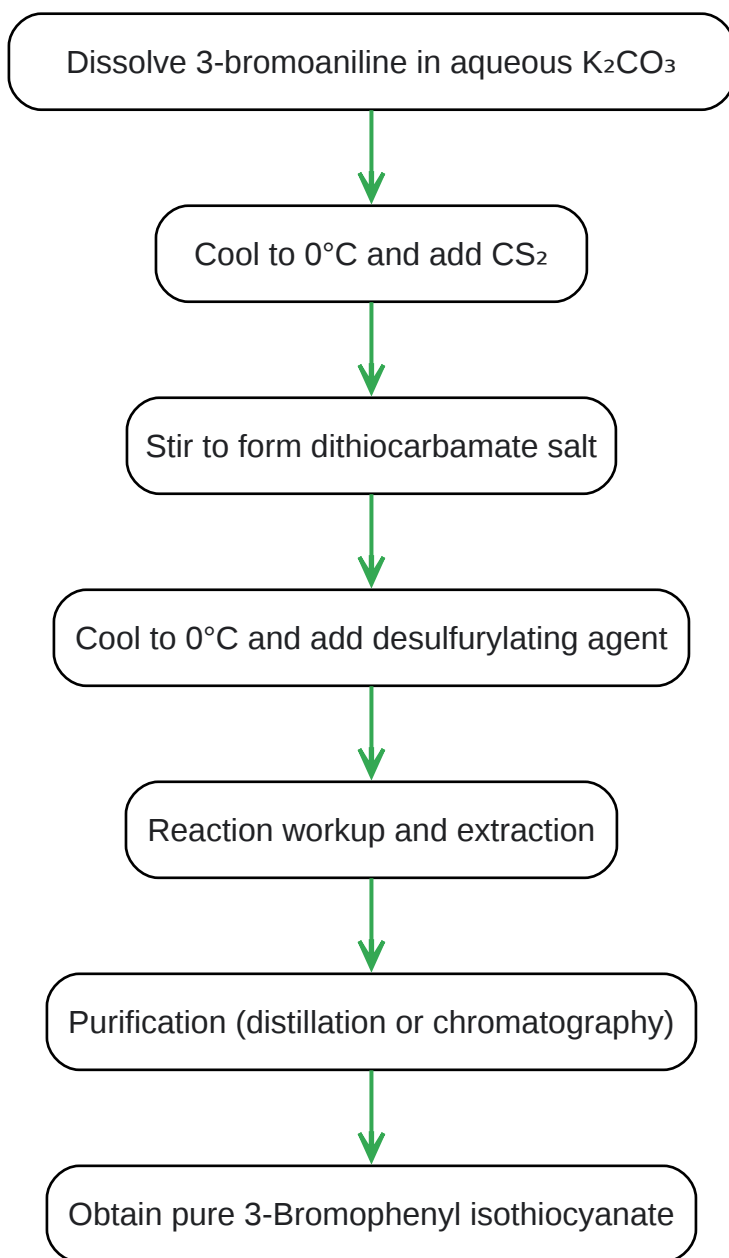 Dissolve 3-bromoaniline in aqueous K₂CO₃
Cool to 0°C and add CS₂
Stir to form dithiocarbamate salt
Cool to 0°C and add desulfurylating agent
Reaction workup and extraction
Purification (distillation or chromatography)
Obtain pure 3-Bromophenyl isothiocyanate